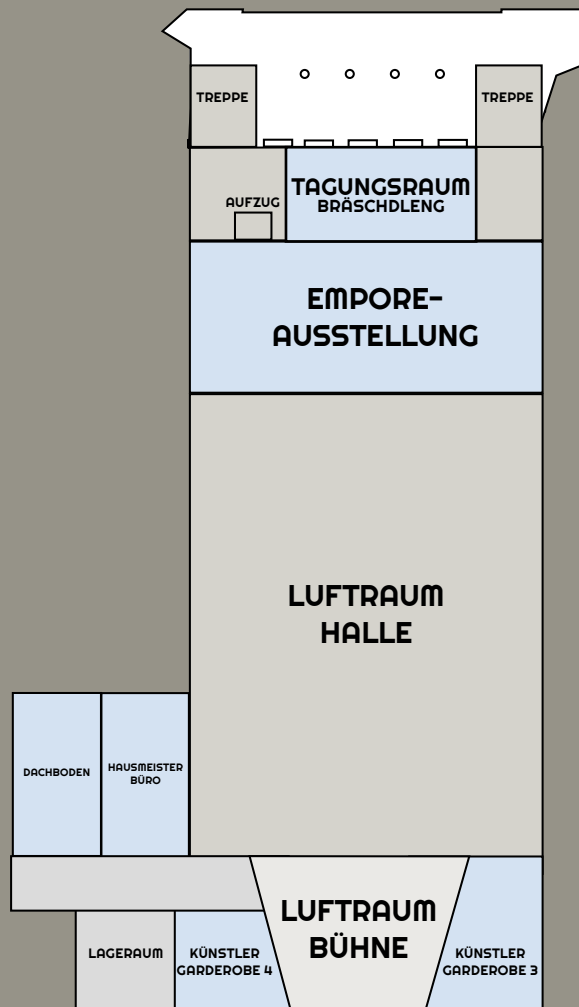 TREPPE
TREPPE
TAGUNGSRAUM
BRÄSCHDLENG
AUFZUG
EMPORE-
AUSSTELLUNG
LUFTRAUM
HALLE
DACHBODEN
HAUSMEISTER
BÜRO
LUFTRAUM
BÜHNE
LAGERAUM
KÜNSTLER
GARDEROBE 4
KÜNSTLER
GARDEROBE 3